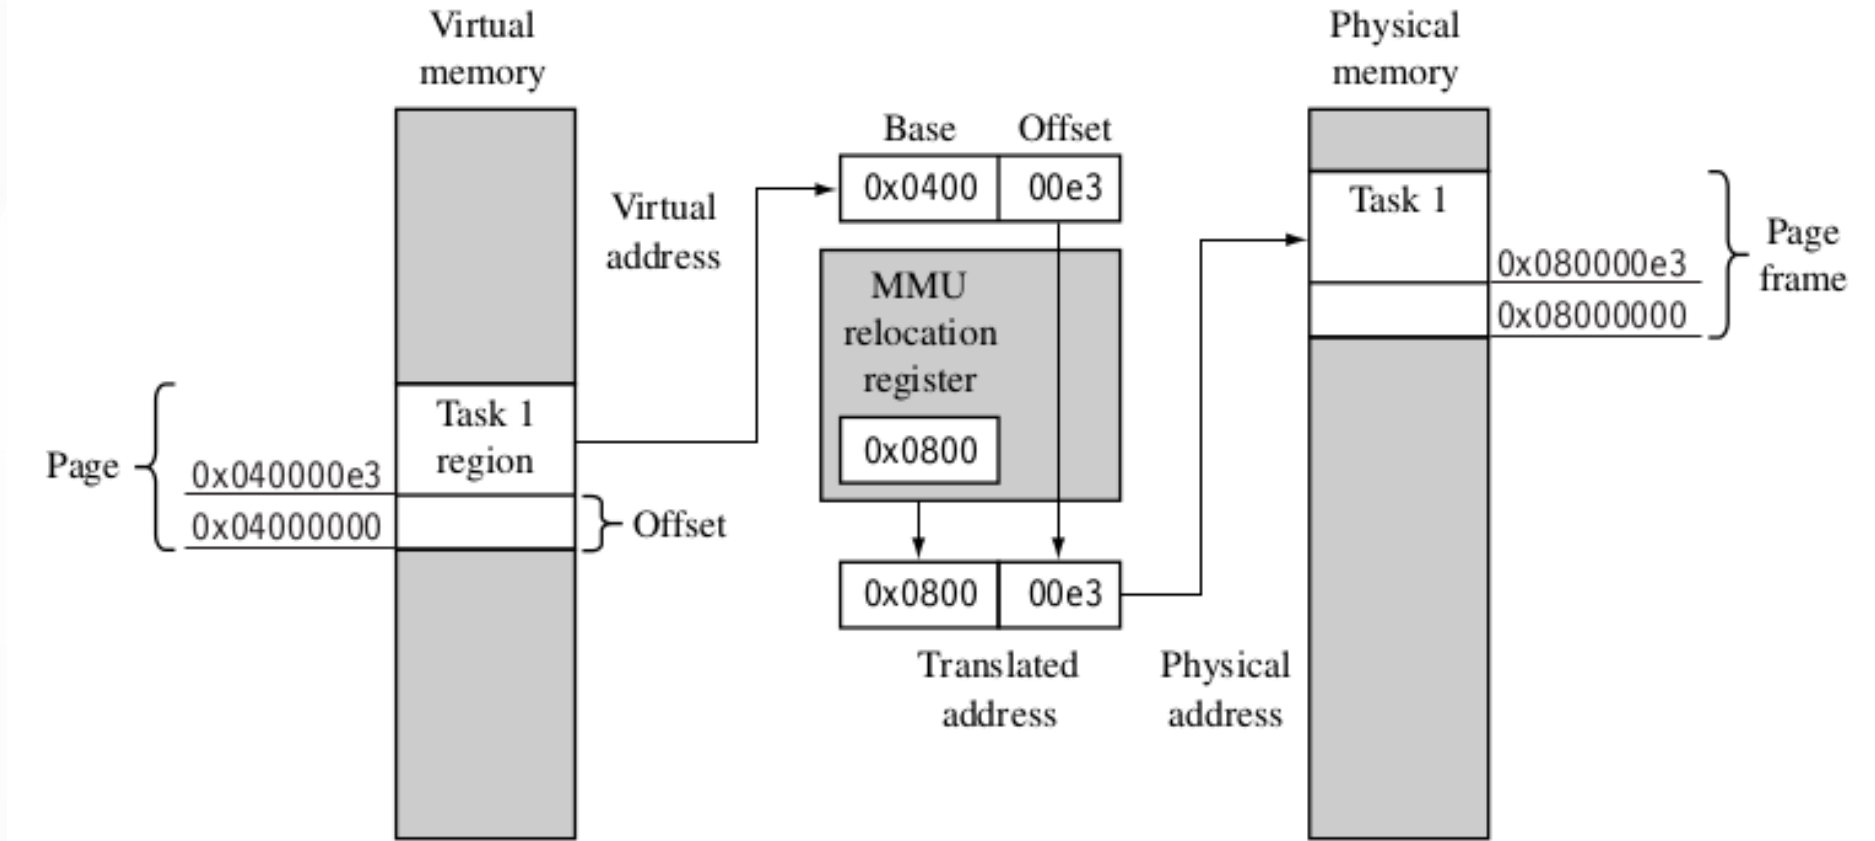 Virtual
memory
Physical
memory
Base
Offset
0x0400
00e3
Virtual
address
MMU
relocation
register
0x0800
Task 1
0x080000e3
0x08000000
Page
frame
Task 1
region
Page
0x040000e3
0x04000000
Offset
0x0800
00e3
Translated
address
Physical
address